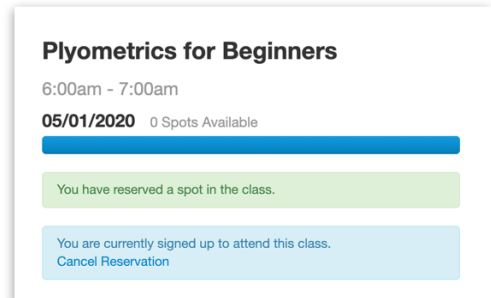 Plyometrics for Beginners
6:00am - 7:00am
05/01/2020 0 Spots Available
You have reserved a spot in the class.
You are currently signed up to attend this class.
Cancel Reservation